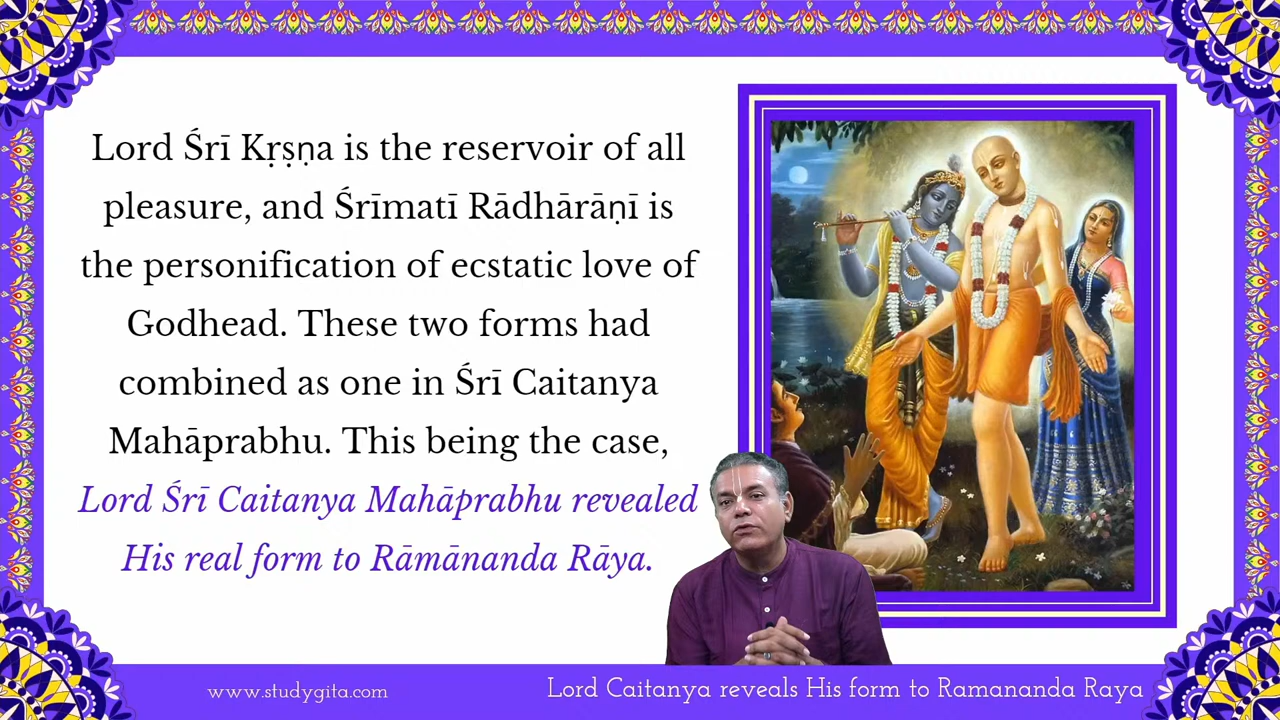 Lord Śrī Kṛṣṇa is the reservoir of all
pleasure, and Śrīmatī Rādhārāṇī is
the personification of ecstatic love of
Godhead. These two forms had
combined as one in Śrī Caitanya
Mahāprabhu. This being the case,
Lord Śrī Caitanya Mahāprabhu revealed
His real form to Rāmānanda Rāya.
www.studygita.com
Lord Caitanya reveals His form to Ramananda Raya